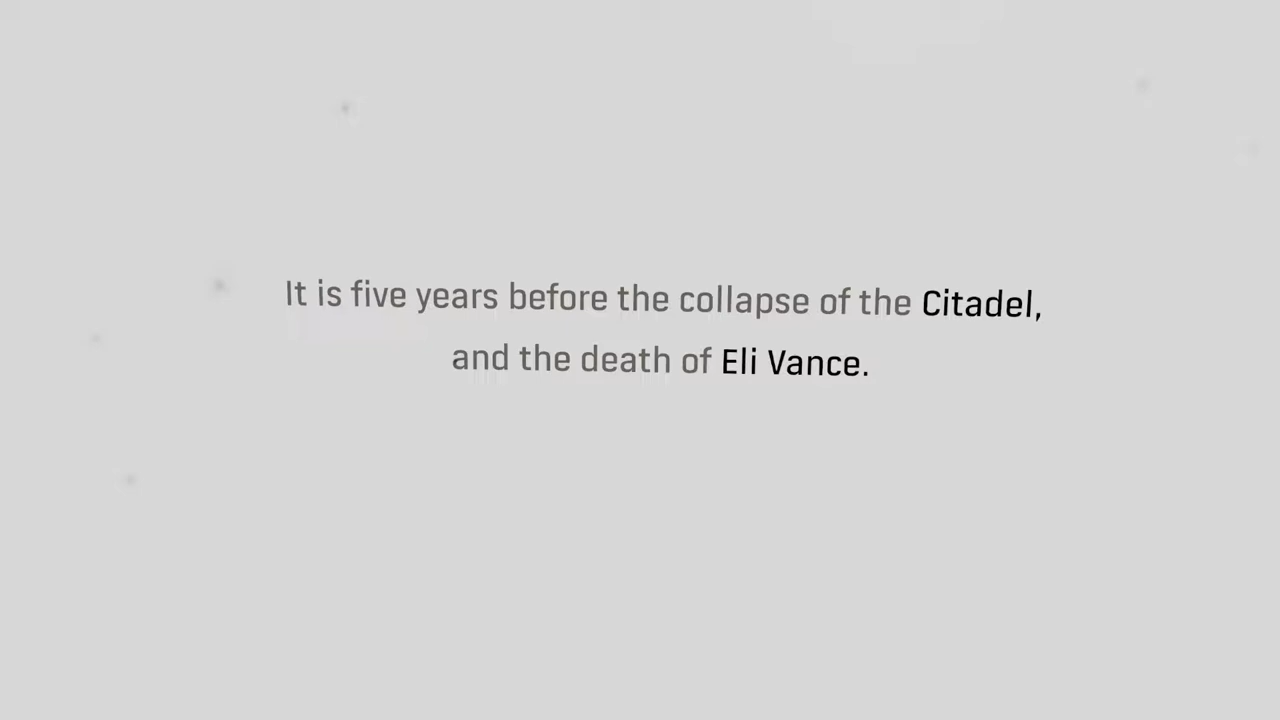 It is five years before the collapse of the Citadel,
and the death of Eli Vance.